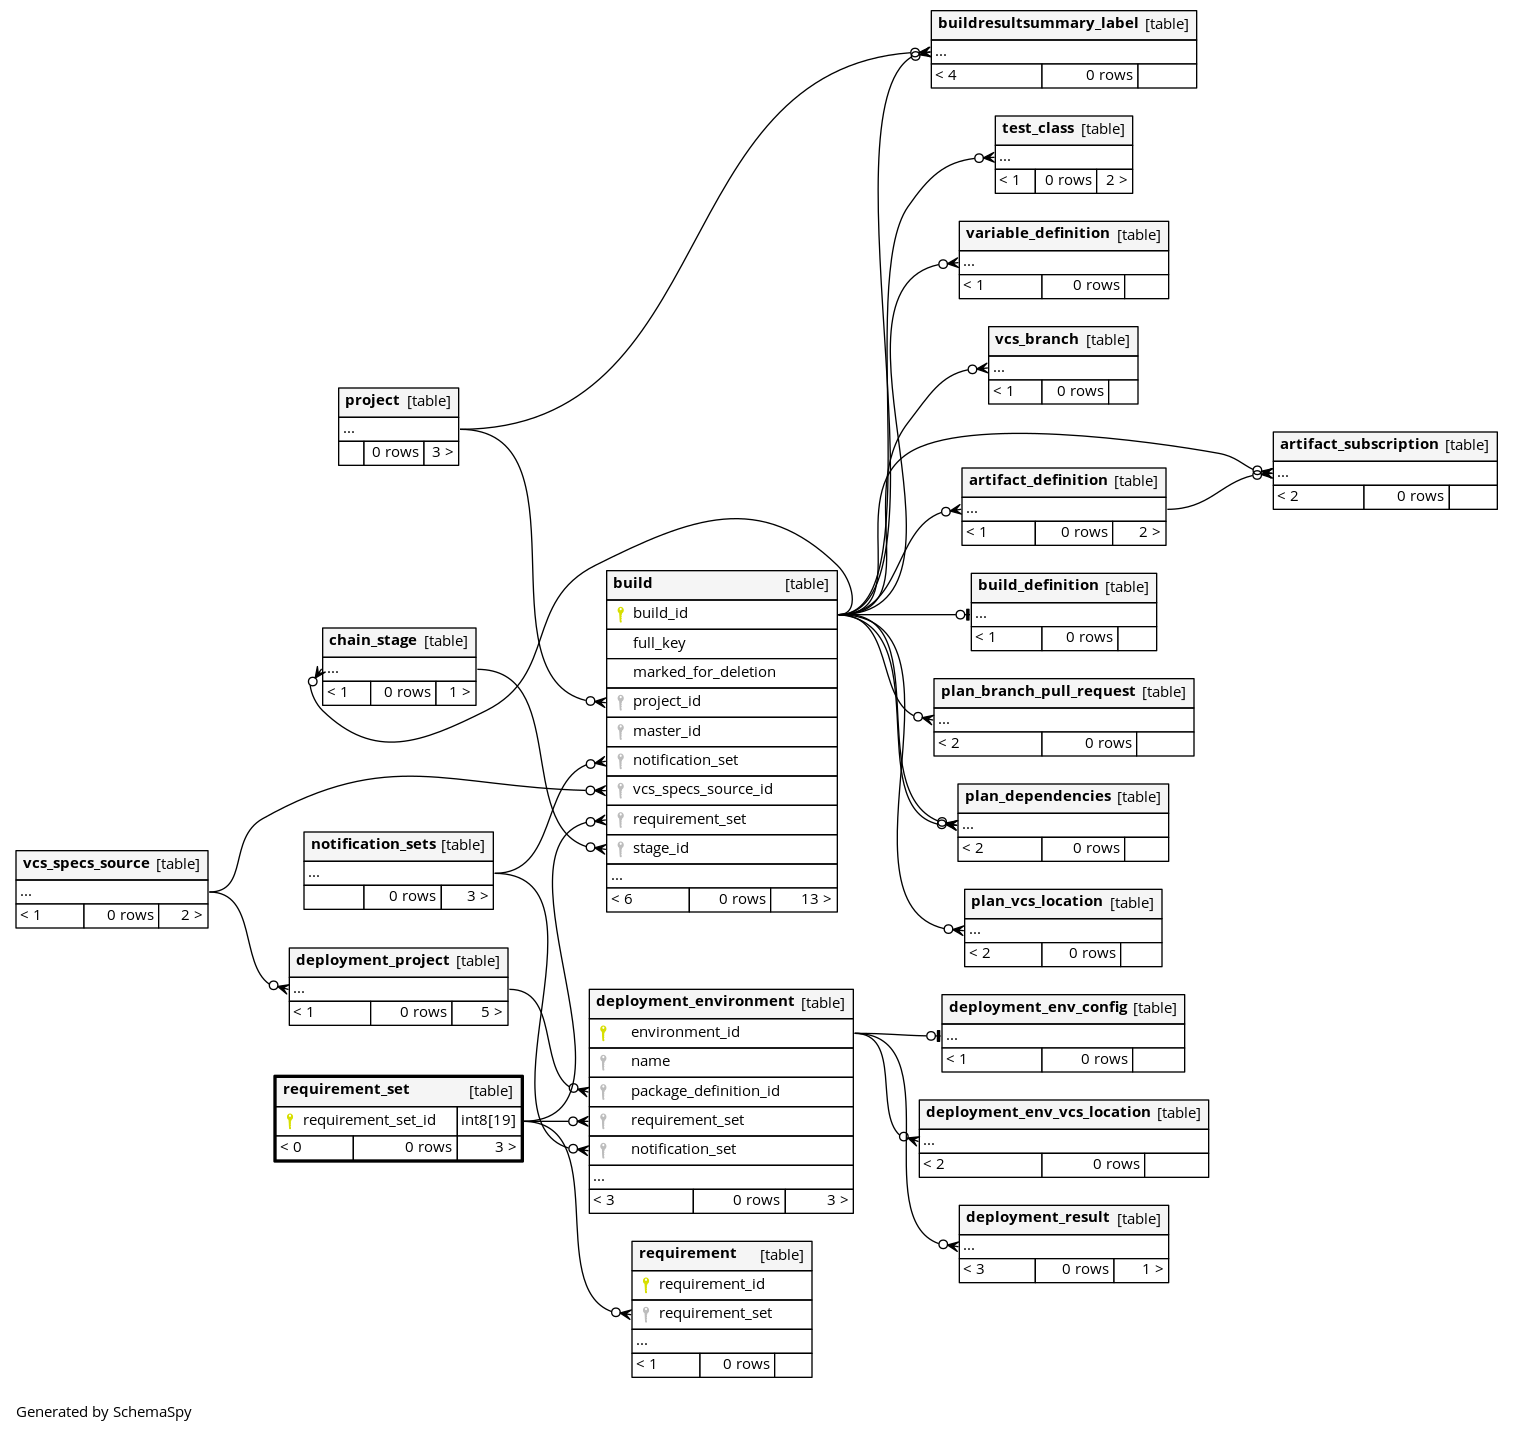 buildresultsummary_label [table]
...
< 4 0 rows
test_class [table]
...
< 1 0 rows 2 >
variable_definition [table]
...
< 1 0 rows
vcs_branch [table]
...
< 1 0 rows
project [table]
...
0 rows 3 >
artifact_subscription [table]
...
< 2 0 rows
artifact_definition [table]
...
< 1 0 rows 2 >
build [table]
build_id
full_key
marked_for_deletion
project_id
master_id
notification_set
vcs_specs_source_id
requirement_set
stage_id
...
< 6 0 rows 13 >
build_definition [table]
...
< 1 0 rows
chain_stage [table]
...
< 1 0 rows 1 >
plan_branch_pull_request [table]
...
< 2 0 rows
plan_dependencies [table]
...
< 2 0 rows
notification_sets [table]
...
0 rows 3 >
vcs_specs_source [table]
...
< 1 0 rows 2 >
plan_vcs_location [table]
...
< 2 0 rows
deployment_project [table]
...
< 1 0 rows 5 >
deployment_environment [table]
environment_id
name
package_definition_id
requirement_set
notification_set
...
< 3 0 rows 3 >
deployment_env_config [table]
...
< 1 0 rows
requirement_set [table]
requirement_set_id int8[19]
< 0 0 rows 3 >
deployment_env_vcs_location [table]
...
< 2 0 rows
deployment_result [table]
...
< 3 0 rows 1 >
requirement [table]
requirement_id
requirement_set
...
< 1 0 rows
Generated by SchemaSpy